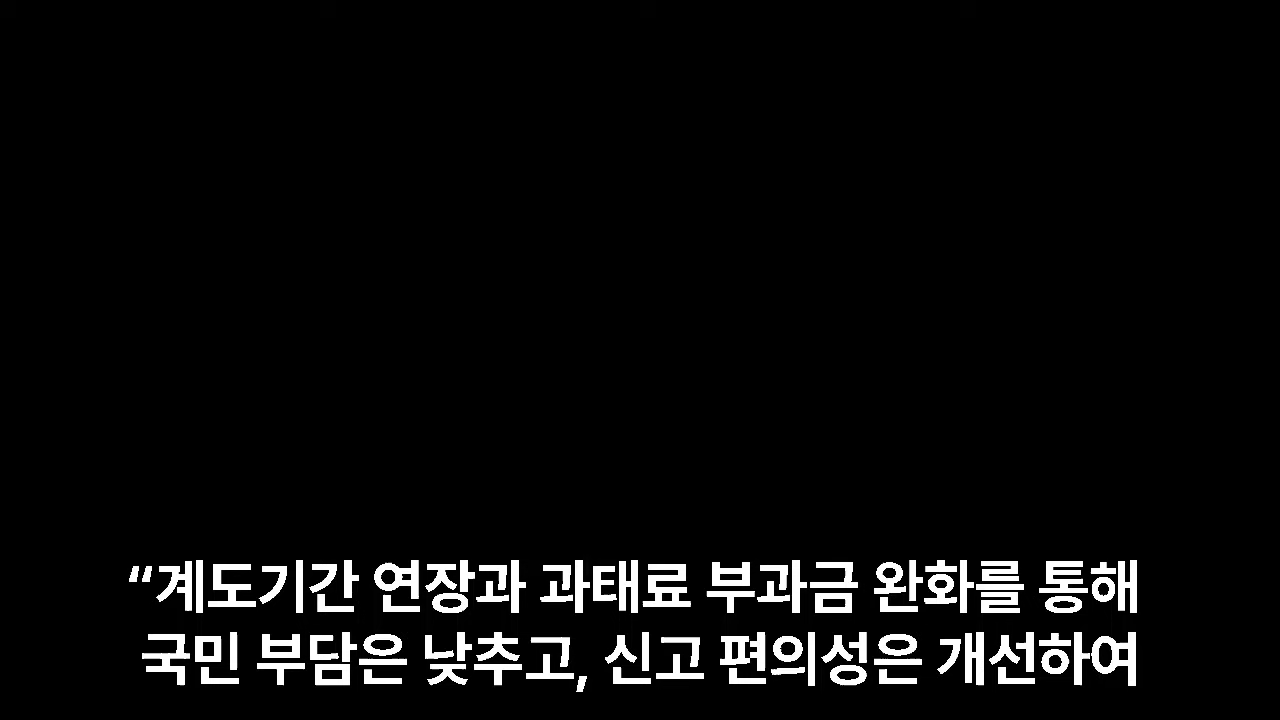 “계도기간 연장과 과태료 부과금 완화를 통해
국민 부담은 낮추고, 신고 편의성은 개선하여